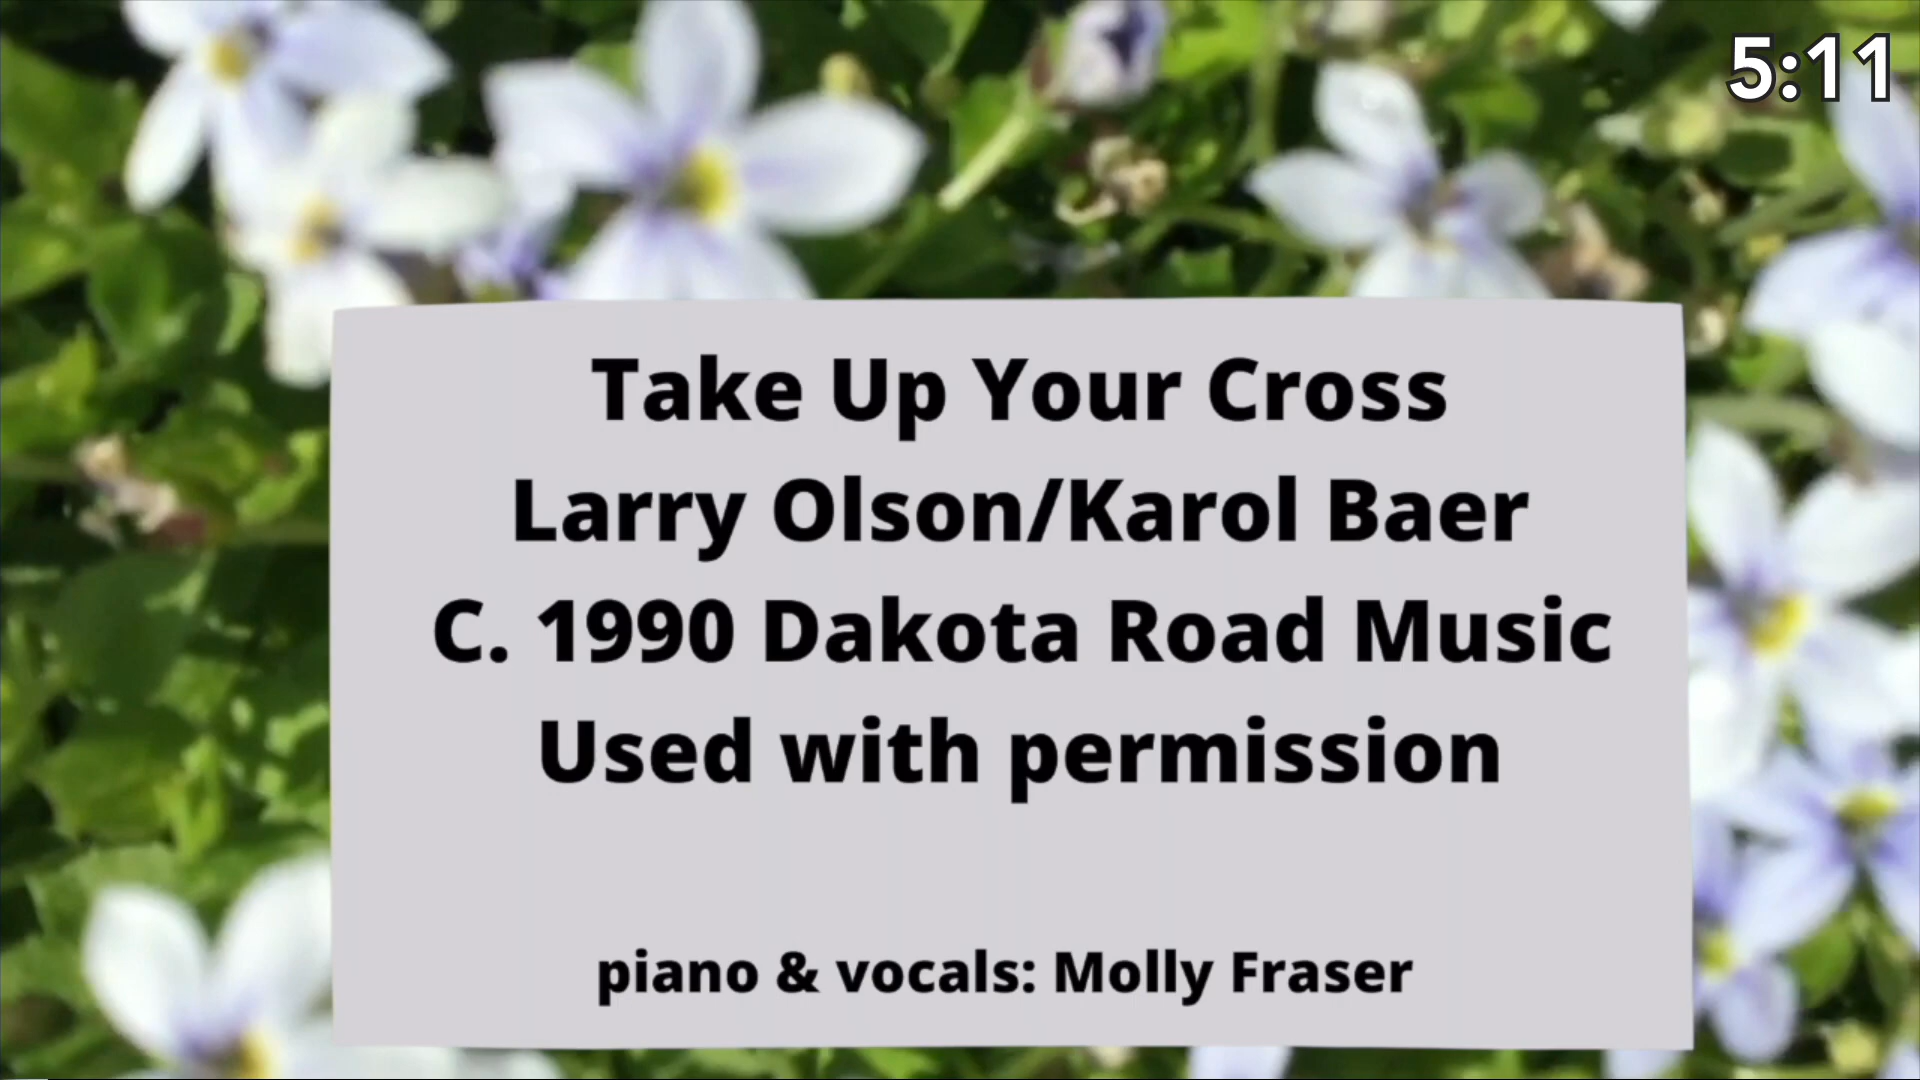 5:11
Take Up Your Cross
Larry Olson/Karol Baer
C. 1990 Dakota Road Music
Used with permission
piano & vocals: Molly Fraser